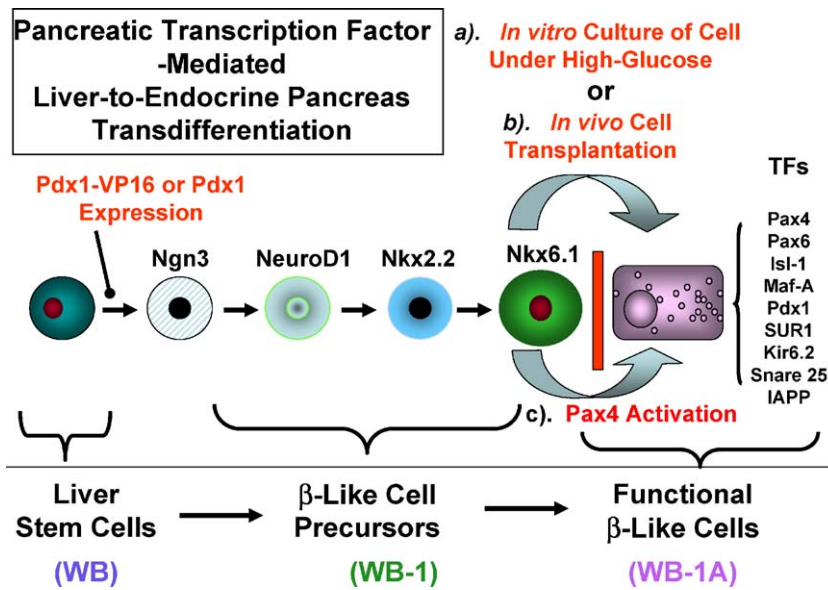 Pancreatic Transcription Factor
-Mediated
Liver-to-Endocrine Pancreas
Transdifferentiation
a). In vitro Culture of Cell
Under High-Glucose
or
b). In vivo Cell
Transplantation
Pdx1-VP16 or Pdx1
Expression
Ngn3
NeuroD1
Nkx2.2
Nkx6.1
TFs
Pax4
Pax6
Isl-1
Maf-A
Pdx1
SUR1
Kir6.2
Snare 25
IAPP
c). Pax4 Activation
Liver
Stem Cells
(WB)
β-Like Cell
Precursors
(WB-1)
Functional
β-Like Cells
(WB-1A)